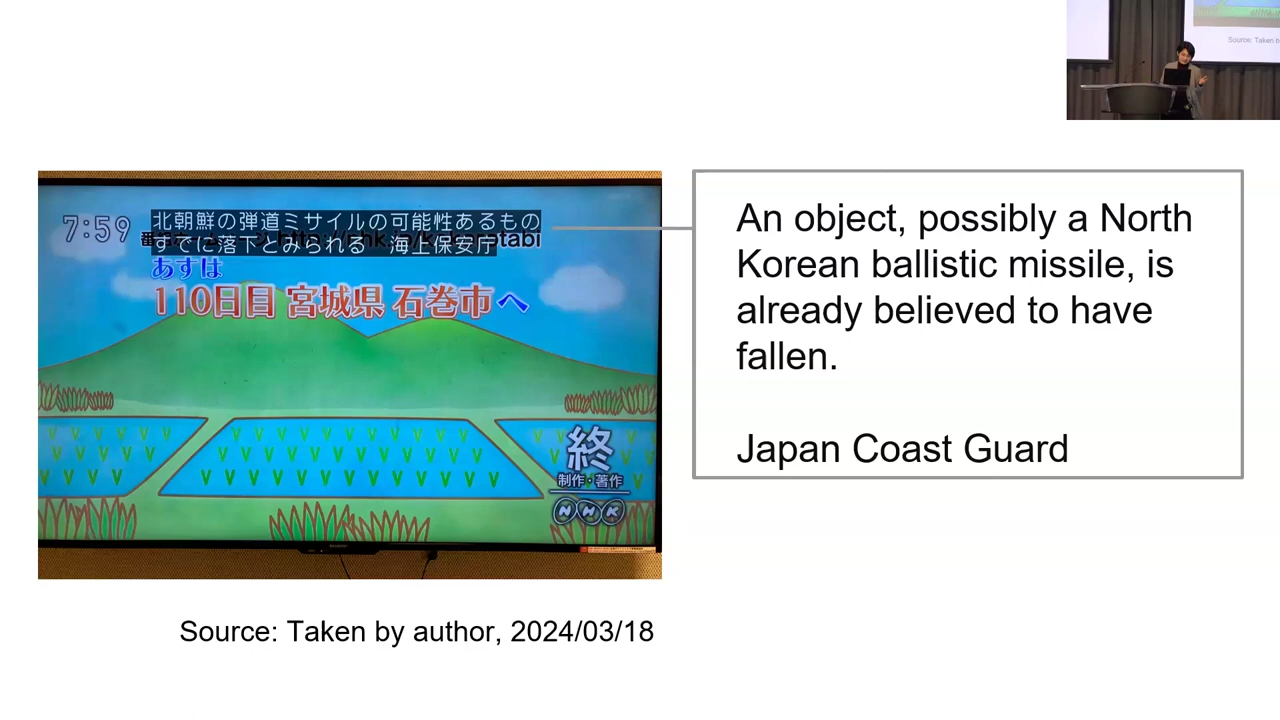 Source: Taken b
7:59
北朝鮮の弾道ミサイルの可能性あるもの
すでに落下とみられる 海上保安庁
あすは
110日目 宮城県 石巻市へ
終
制作・著作
NHK
An object, possibly a North
Korean ballistic missile, is
already believed to have
fallen.
Japan Coast Guard
Source: Taken by author, 2024/03/18